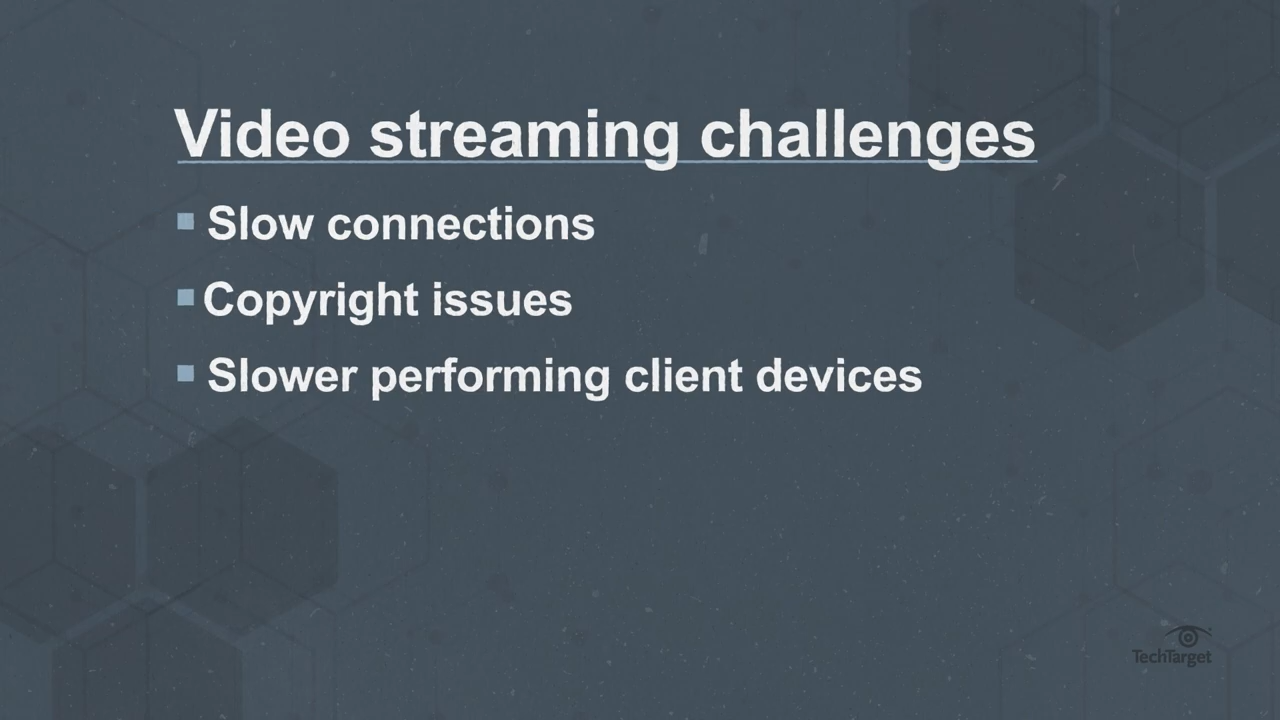 Video streaming challenges
Slow connections
Copyright issues
Slower performing client devices
TechTarget